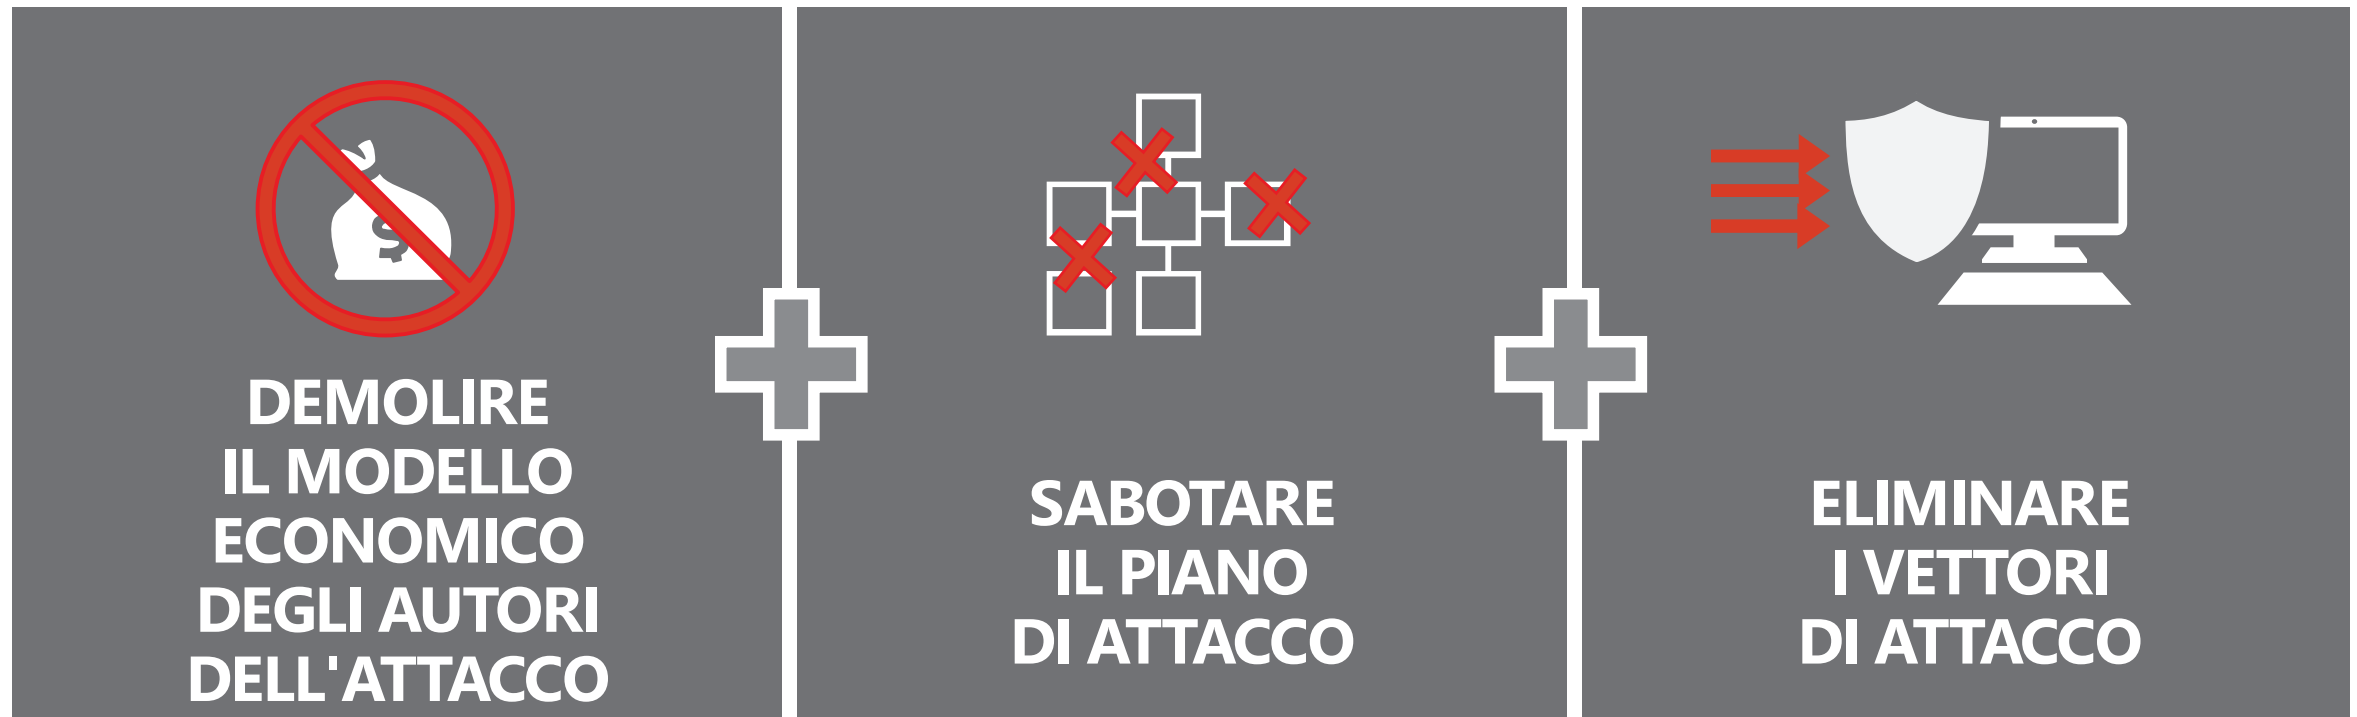 DEMOLIRE
IL MODELLO
ECONOMICO
DEGLI AUTORI
DELL'ATTACCO
SABOTARE
IL PIANO
DI ATTACCO
ELIMINARE
I VETTORI
DI ATTACCO